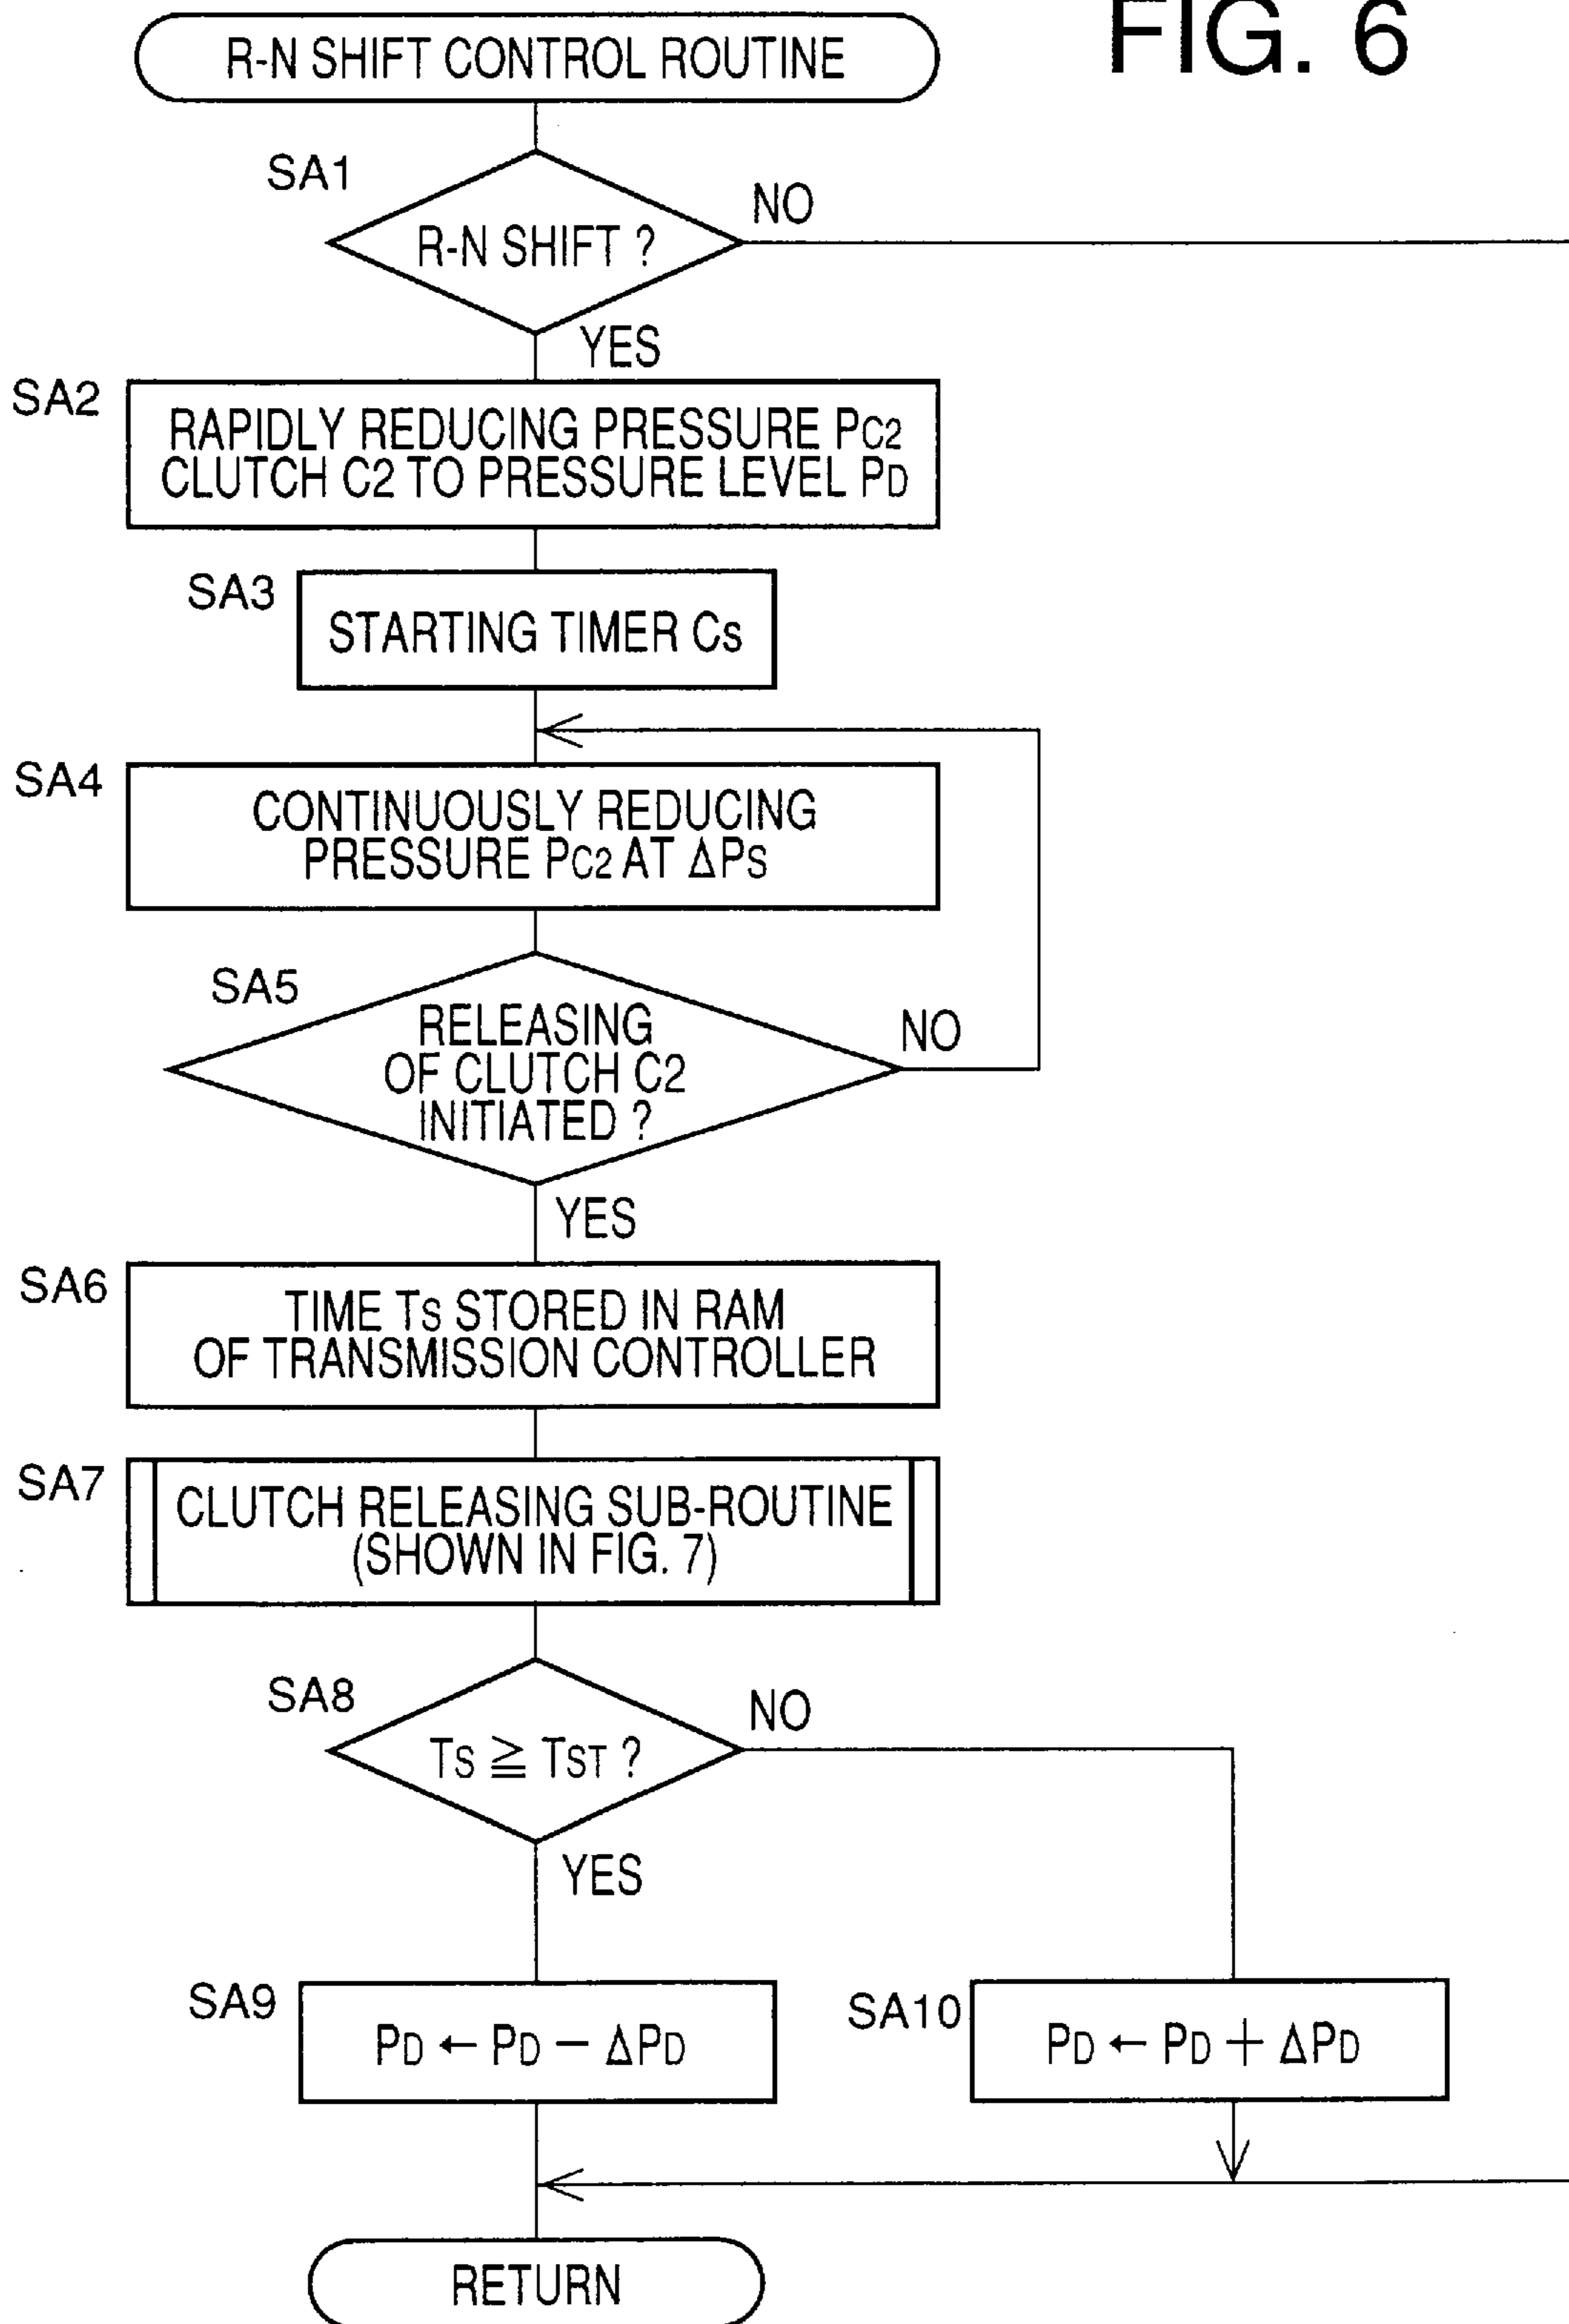 FIG. 6
R-N SHIFT CONTROL ROUTINE
SA1
R-N SHIFT ?
NO
YES
SA2
RAPIDLY REDUCING PRESSURE PC2
CLUTCH C2 TO PRESSURE LEVEL PD
SA3
STARTING TIMER CS
SA4
CONTINUOUSLY REDUCING
PRESSURE PC2 AT ΔPS
SA5
RELEASING
OF CLUTCH C2
INITIATED ?
NO
YES
SA6
TIME TS STORED IN RAM
OF TRANSMISSION CONTROLLER
SA7
CLUTCH RELEASING SUB-ROUTINE
(SHOWN IN FIG. 7)
SA8
TS ≧ TST ?
NO
YES
SA9
PD ← PD − ΔPD
SA10
PD ← PD + ΔPD
RETURN